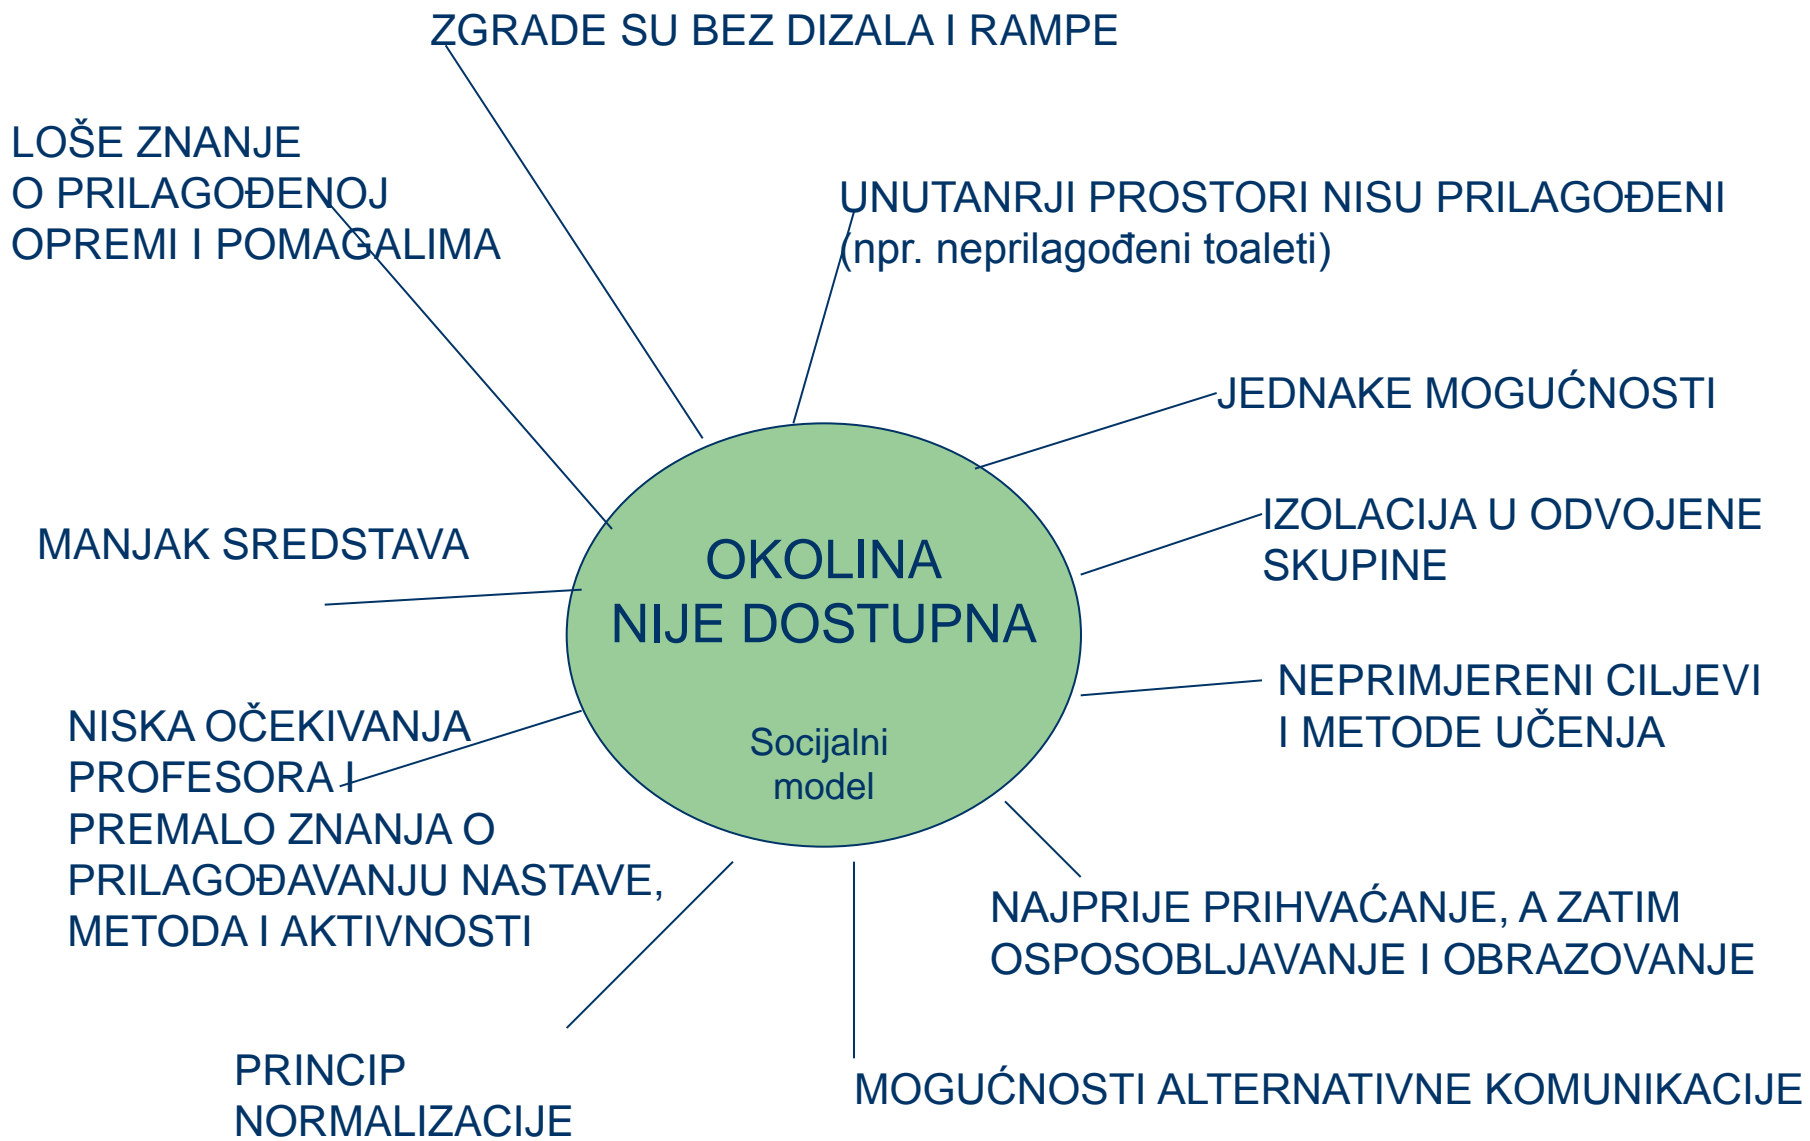 ZGRADE SU BEZ DIZALA I RAMPE
LOŠE ZNANJE
O PRILAGOĐENOJ
OPREMI I POMAGALIMA
UNUTANRJI PROSTORI NISU PRILAGOĐENI
(npr. neprilagođeni toaleti)
JEDNAKE MOGUĆNOSTI
IZOLACIJA U ODVOJENE
SKUPINE
MANJAK SREDSTAVA
OKOLINA
NIJE DOSTUPNA
Socijalni
model
NEPRIMJERENI CILJEVI
I METODE UČENJA
NISKA OČEKIVANJA
PROFESORA I
PREMALO ZNANJA O
PRILAGOĐAVANJU NASTAVE,
METODA I AKTIVNOSTI
NAJPRIJE PRIHVAĆANJE, A ZATIM
OSPOSOBLJAVANJE I OBRAZOVANJE
PRINCIP
NORMALIZACIJE
MOGUĆNOSTI ALTERNATIVNE KOMUNIKACIJE